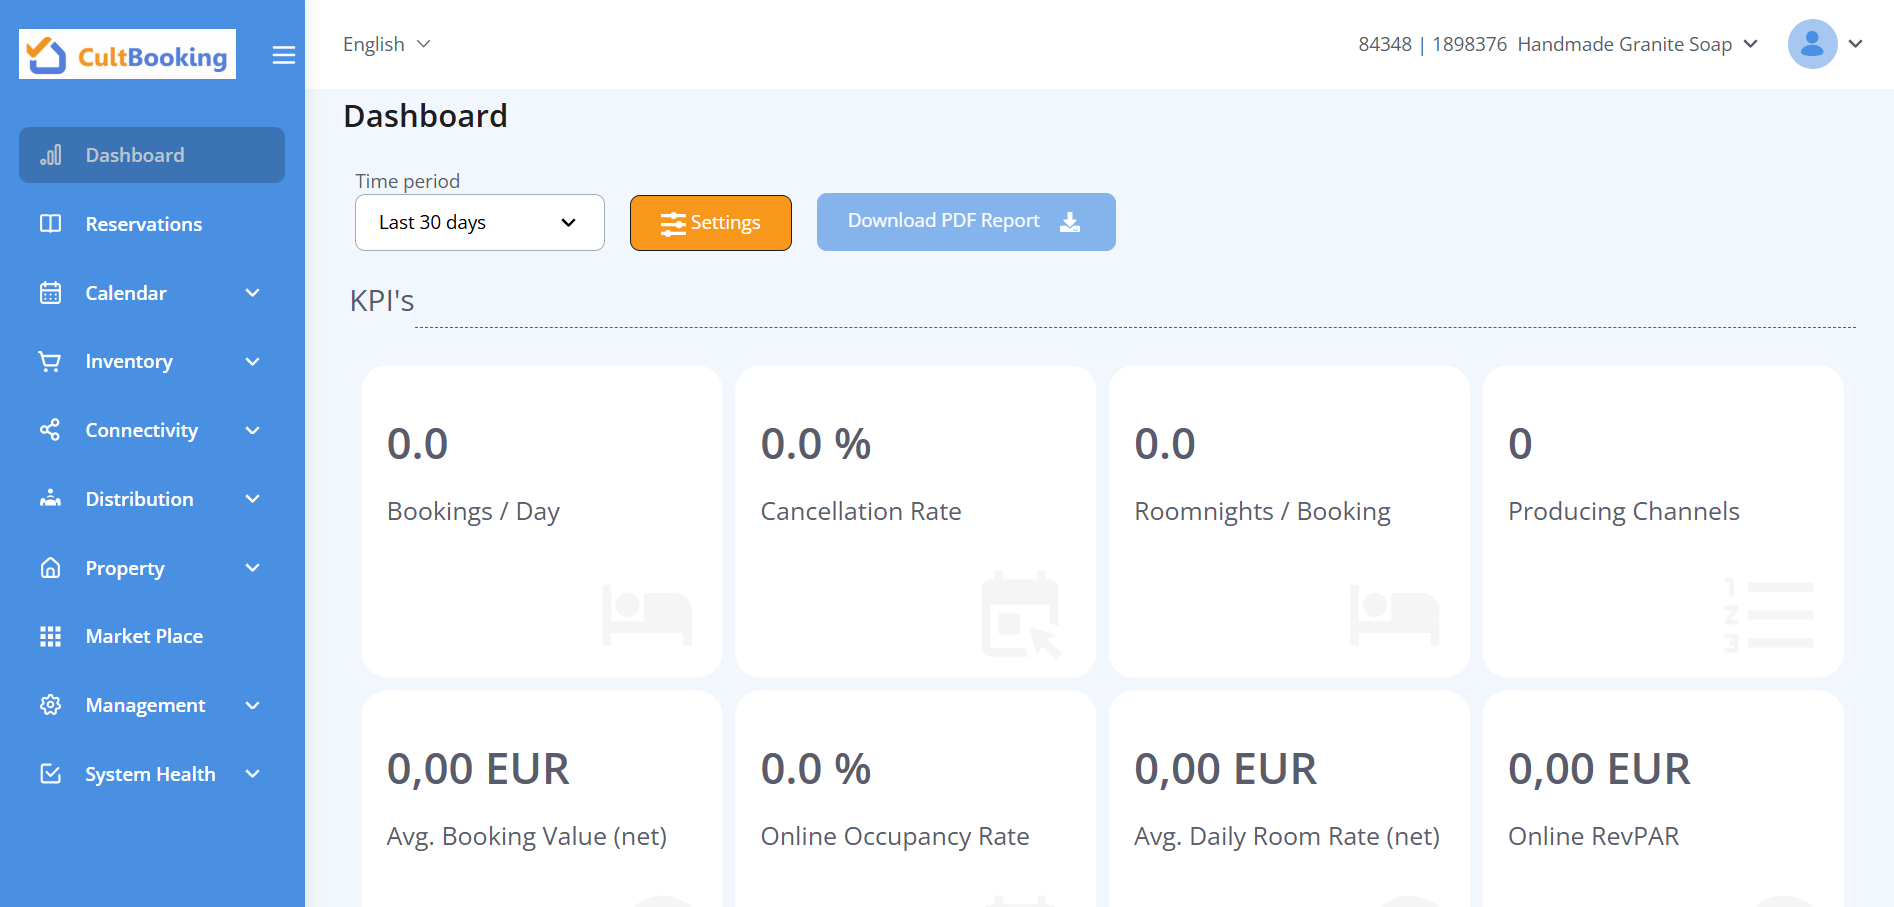 CultBooking
English
84348 | 1898376 Handmade Granite Soap
Dashboard
Reservations
Calendar
Inventory
Connectivity
Distribution
Property
Market Place
Management
System Health
Dashboard
Time period
Last 30 days
Settings
Download PDF Report
KPI's
0.0
Bookings / Day
0.0 %
Cancellation Rate
0.0
Roomnights / Booking
0
Producing Channels
1
2
3
0,00 EUR
Avg. Booking Value (net)
0.0 %
Online Occupancy Rate
0,00 EUR
Avg. Daily Room Rate (net)
0,00 EUR
Online RevPAR